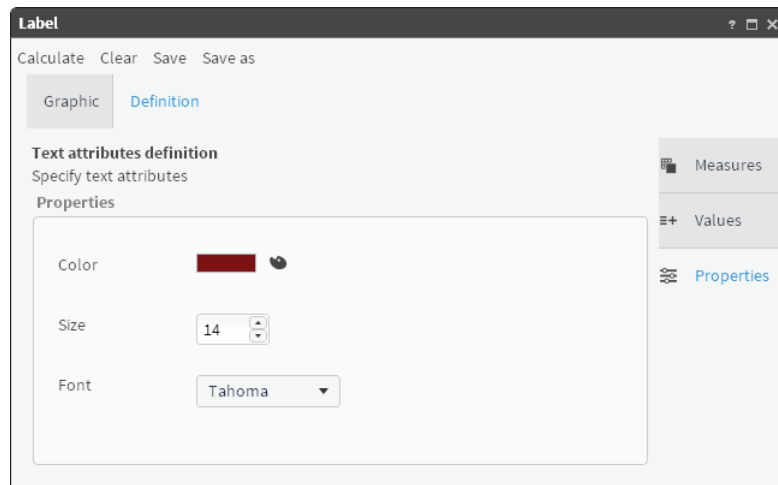 Label
Calculate Clear Save Save as
Graphic Definition
Text attributes definition
Specify text attributes
Properties
Color
Size 14
Font Tahoma
Measures
Values
Properties